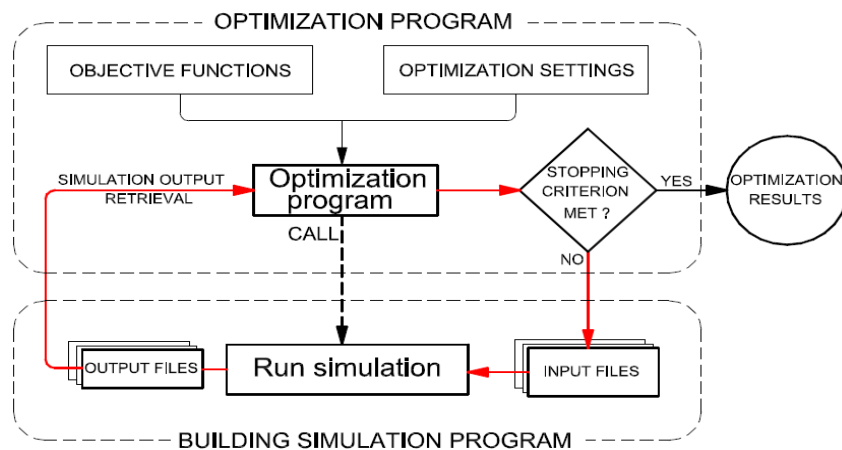 OPTIMIZATION PROGRAM
OBJECTIVE FUNCTIONS
OPTIMIZATION SETTINGS
SIMULATION OUTPUT
RETRIEVAL
Optimization
program
CALL
STOPPING
CRITERION
MET ?
YES
NO
OPTIMIZATION
RESULTS
OUTPUT FILES
Run simulation
INPUT FILES
BUILDING SIMULATION PROGRAM